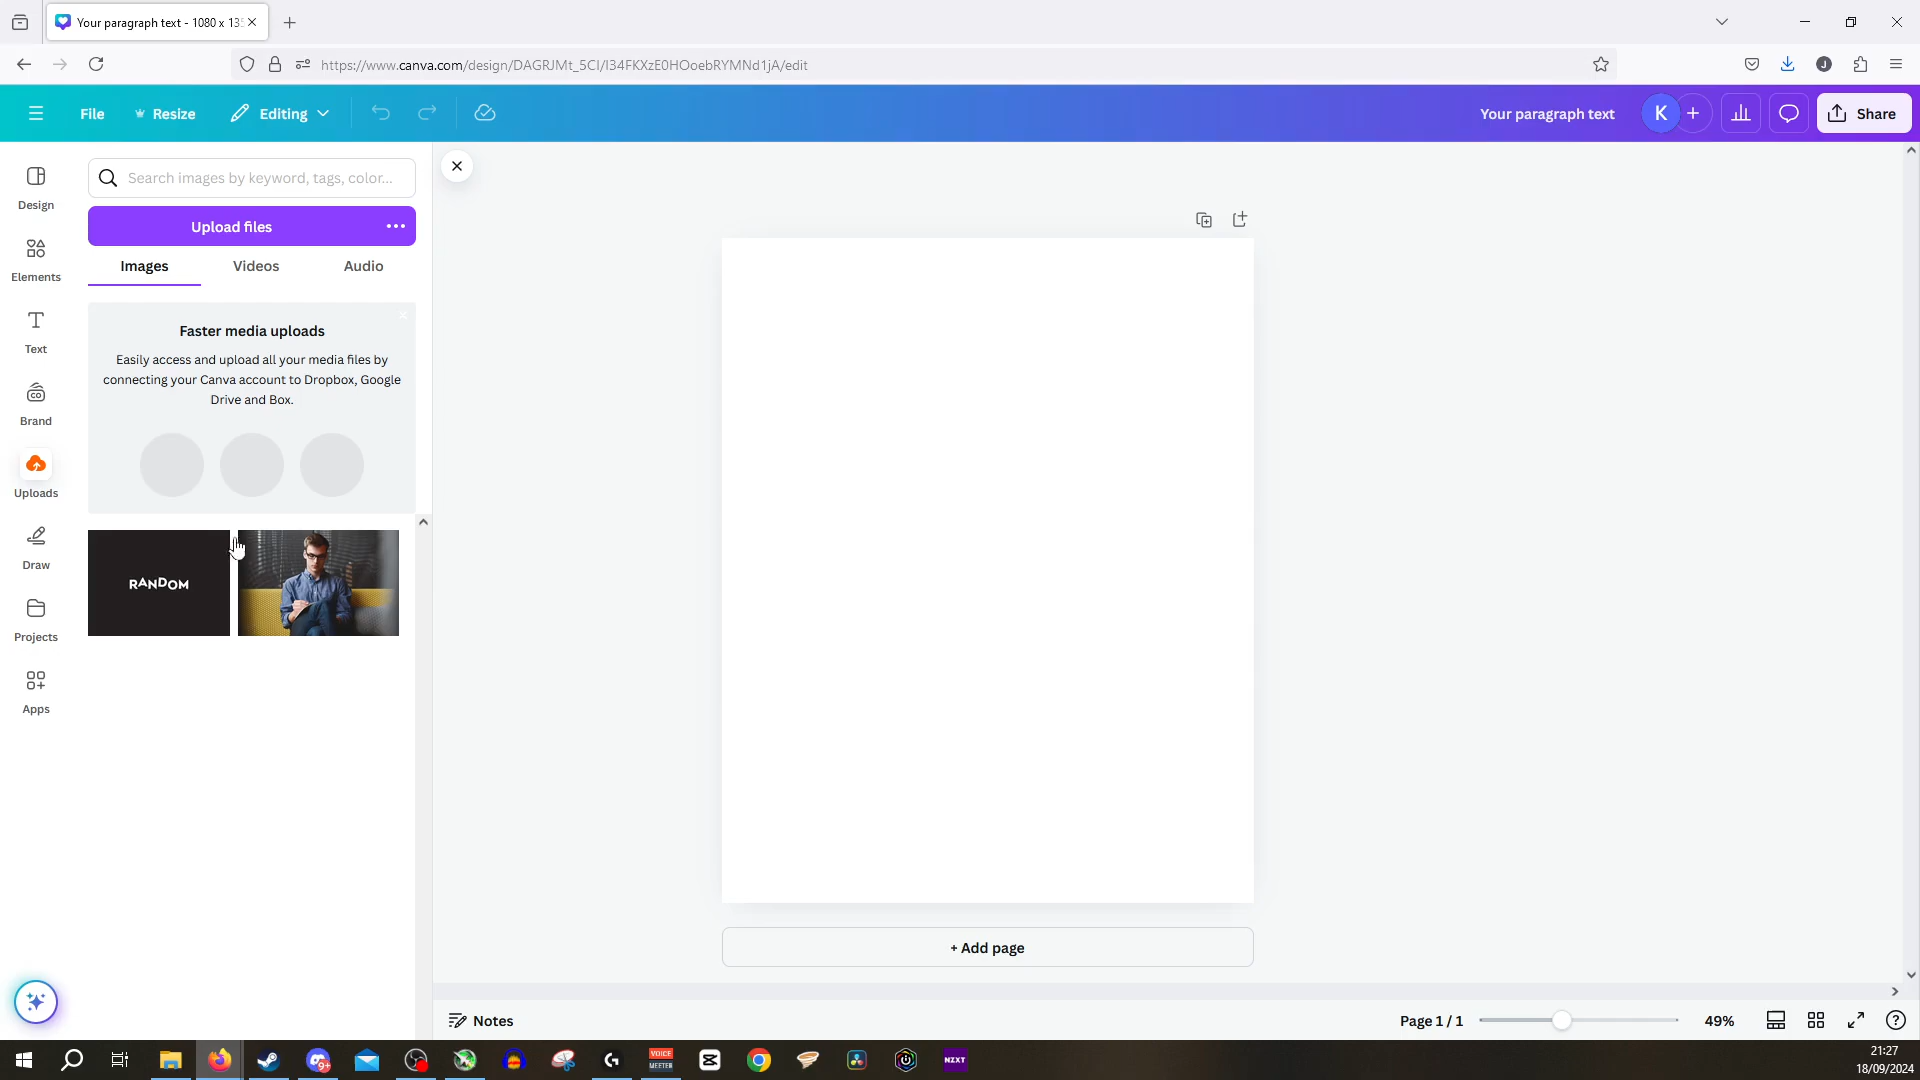 Your paragraph text - 1080 x 13
https://www.canva.com/design/DAGRJMt_5CI/I34FKXzE0HOoebRYMNd1jA/edit
File
Resize
Editing
Your paragraph text
K
Share
Design
Elements
Text
Brand
Uploads
Draw
Projects
Apps
Search images by keyword, tags, color...
Upload files
Images
Videos
Audio
Faster media uploads
Easily access and upload all your media files by
connecting your Canva account to Dropbox, Google
Drive and Box.
RANDOM
+ Add page
Notes
Page 1 / 1
49%
VOICE
MEETER
NZXT
21:27
18/09/2024